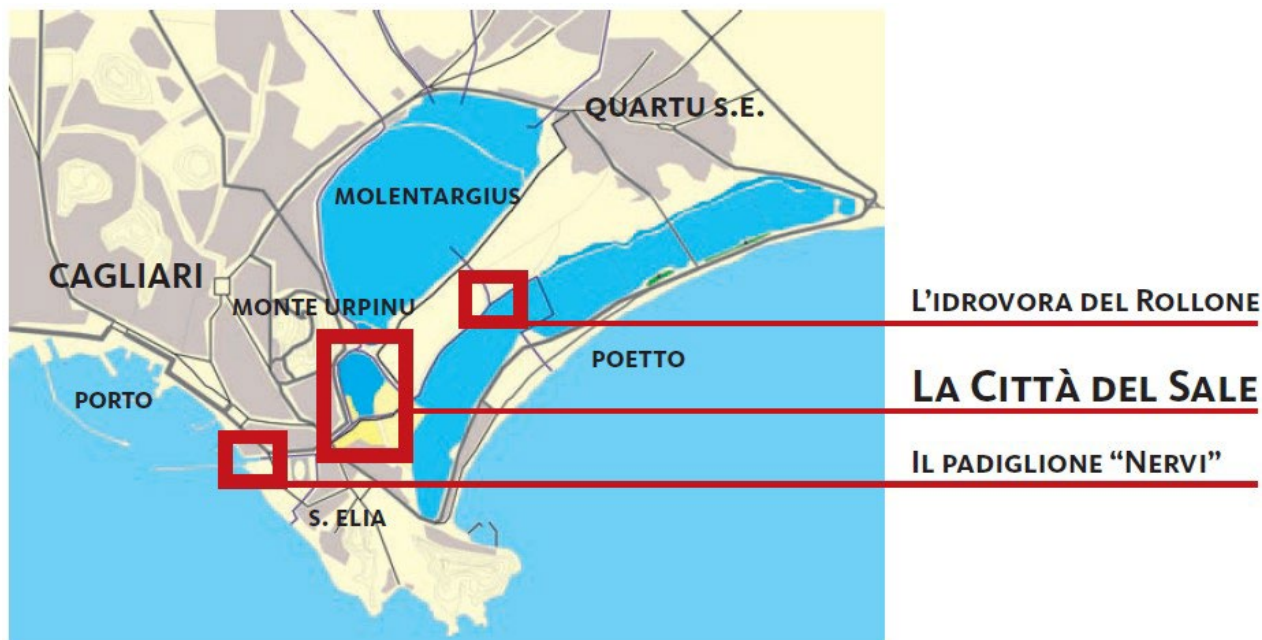 QUARTU S.E.
MOLENTARGIUS
CAGLIARI
MONTE URPINU
L'IDROVORA DEL ROLLONE
POETTO
LA CITTÀ DEL SALE
PORTO
IL PADIGLIONE “NERVI”
S. ELIA